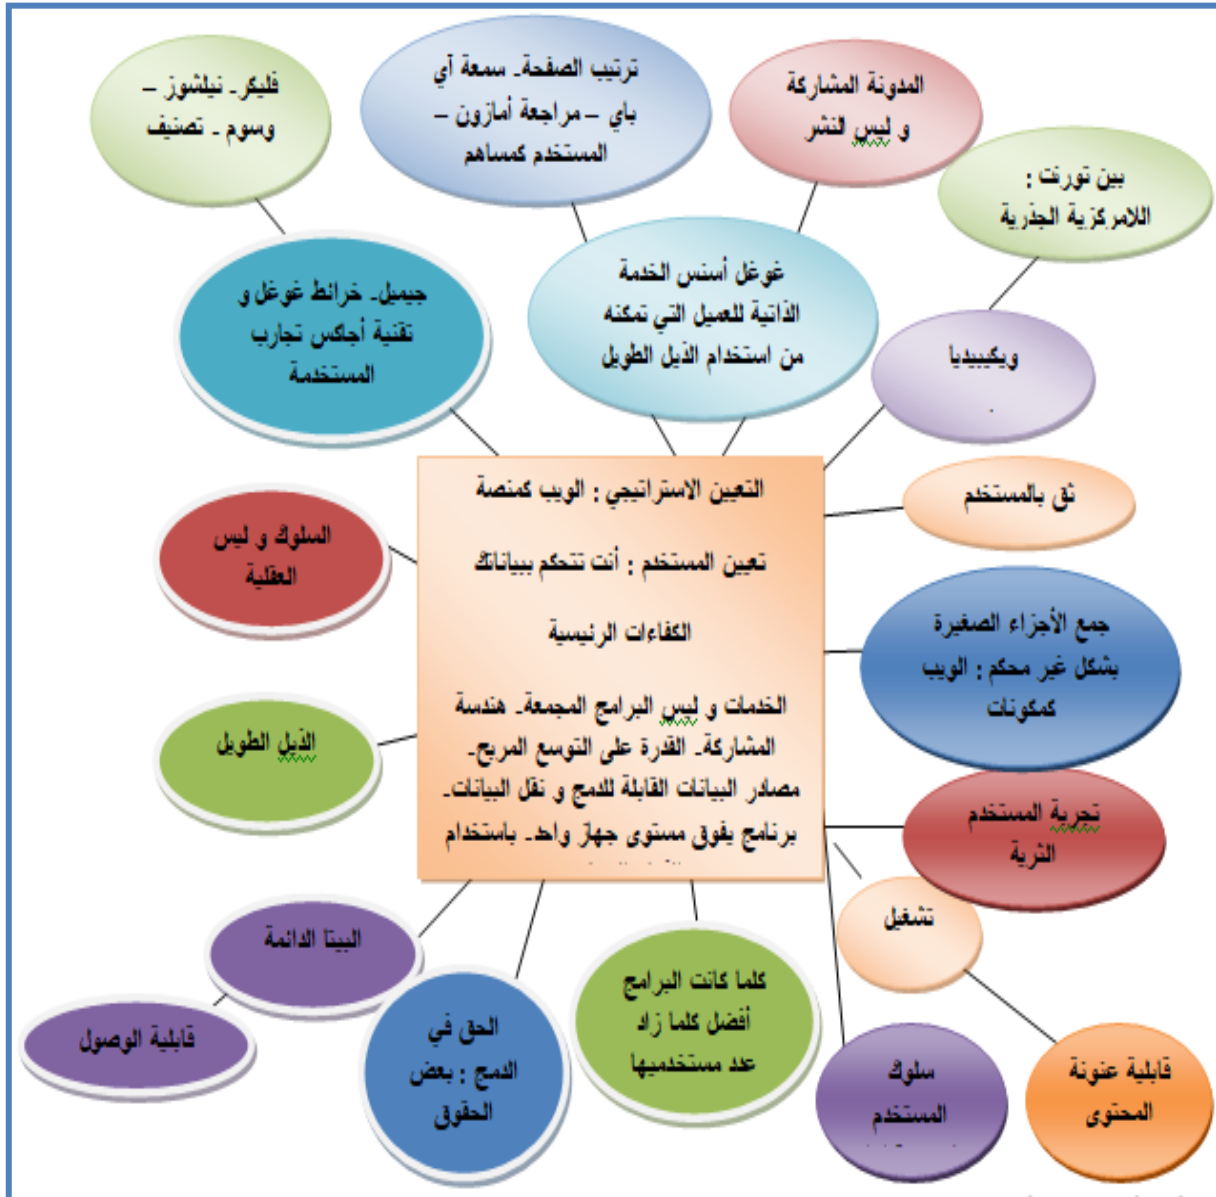 فليكر- نيلشوز –
وسوم - تصنيف
ترتيب الصفحة- سمعة آي
باي – مراجعة أمازون –
المستخدم كمساهم
المدونة المشاركة
و ليس النشر
بين تورنت :
اللامركزية الجذرية
جيميل- خرائط غوغل و
تقنية أجاكس تجارب
المستخدمة
غوغل أسنس الخدمة
الذاتية للعميل التي تمكنه
من استخدام الذيل الطويل
ويكيبيديا
.
التعيين الاستراتيجي : الويب كمنصة
تعيين المستخدم : أنت تتحكم ببياناتك
الكفاءات الرئيسية
الخدمات و ليس البرامج المجمعة- هندسة
المشاركة- القدرة على التوسع المربح-
مصادر البيانات القابلة للدمج و نقل البيانات-
برنامج يفوق مستوى جهاز واحد- باستخدام
ثق بالمستخدم
السلوك و ليس
العقلية
جمع الأجزاء الصغيرة
بشكل غير محكم : الويب
كمكونات
الذيل الطويل
تجربة المستخدم
الثرية
تشغيل
البيتا الدائمة
قابلية الوصول
الحق في
الدمج : بعض
الحقوق
كلما كانت البرامج
أفضل كلما زاد
عدد مستخدميها
سلوك
المستخدم
قابلية عنونة
المحتوى